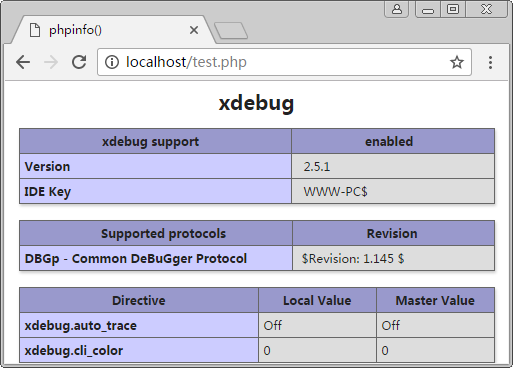 phpinfo()
localhost/test.php
xdebug
xdebug support enabled
Version 2.5.1
IDE Key WWW-PC$
Supported protocols Revision
DBGp - Common DeBuGger Protocol $Revision: 1.145 $
Directive Local Value Master Value
xdebug.auto_trace Off Off
xdebug.cli_color 0 0